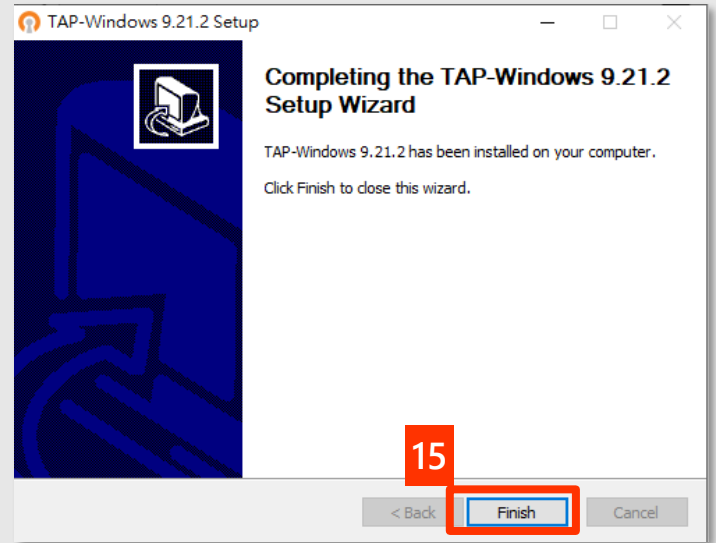 TAP-Windows 9.21.2 Setup
Completing the TAP-Windows 9.21.2
Setup Wizard
TAP-Windows 9.21.2 has been installed on your computer.
Click Finish to close this wizard.
15
< Back
Finish
Cancel